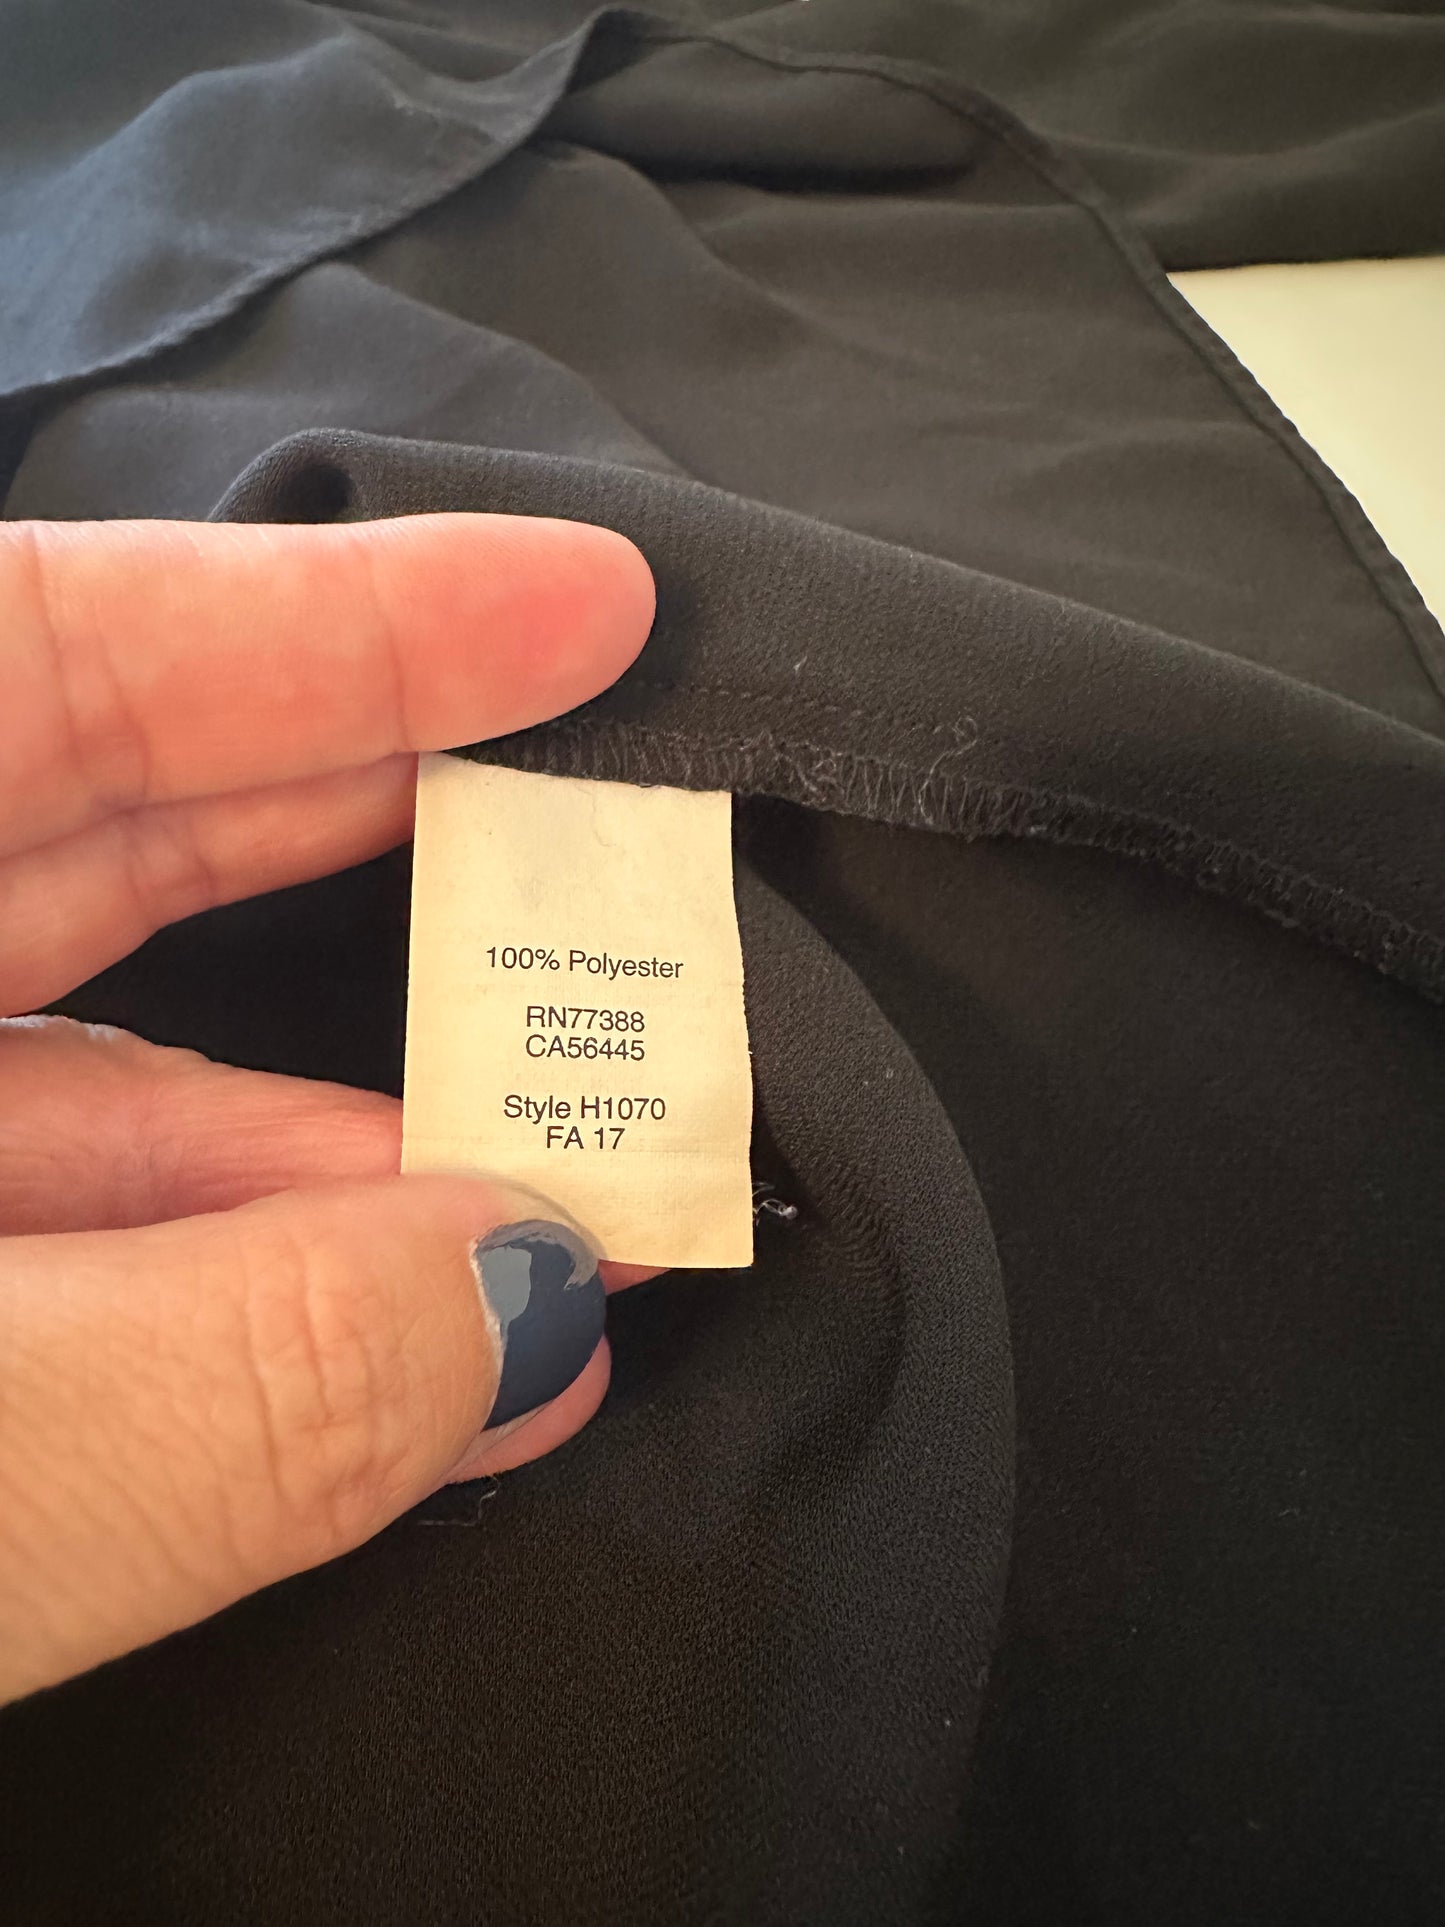 100% Polyester
RN77388
CA56445
Style H1070
FA 17